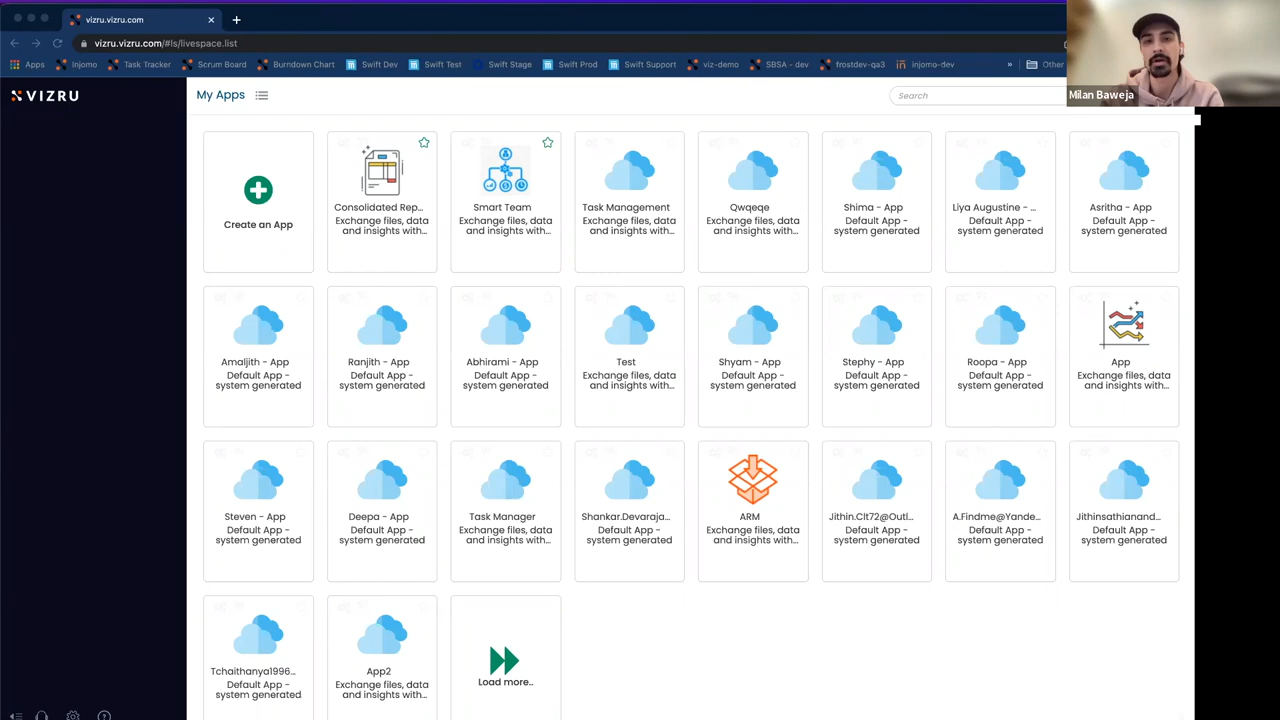 vizru.vizru.com
vizru.vizru.com/#ls/livespace.list
Apps Injomo Task Tracker Scrum Board Burndown Chart Swift Dev Swift Test Swift Stage Swift Prod Swift Support viz-demo SBSA - dev frostdev-qa3 injomo-dev » Other
Milan Baweja
VIZRU
My Apps
Search
Create an App
Consolidated Rep...
Exchange files, data
and insights with...
Smart Team
Exchange files, data
and insights with...
Task Management
Exchange files, data
and insights with...
Qwqeqe
Exchange files, data
and insights with...
Shima - App
Default App -
system generated
Liya Augustine - ...
Default App -
system generated
Asritha - App
Default App -
system generated
Amaljith - App
Default App -
system generated
Ranjith - App
Default App -
system generated
Abhirami - App
Default App -
system generated
Test
Exchange files, data
and insights with...
Shyam - App
Default App -
system generated
Stephy - App
Default App -
system generated
Roopa - App
Default App -
system generated
App
Exchange files, data
and insights with...
Steven - App
Default App -
system generated
Deepa - App
Default App -
system generated
Task Manager
Exchange files, data
and insights with...
Shankar.Devaraja...
Default App -
system generated
ARM
Exchange files, data
and insights with...
Jithin.Clt72@Outl...
Default App -
system generated
A.Findme@Yande...
Default App -
system generated
Jithinsathianand...
Default App -
system generated
Tchaithanya1996...
Default App -
system generated
App2
Exchange files, data
and insights with...
Load more..